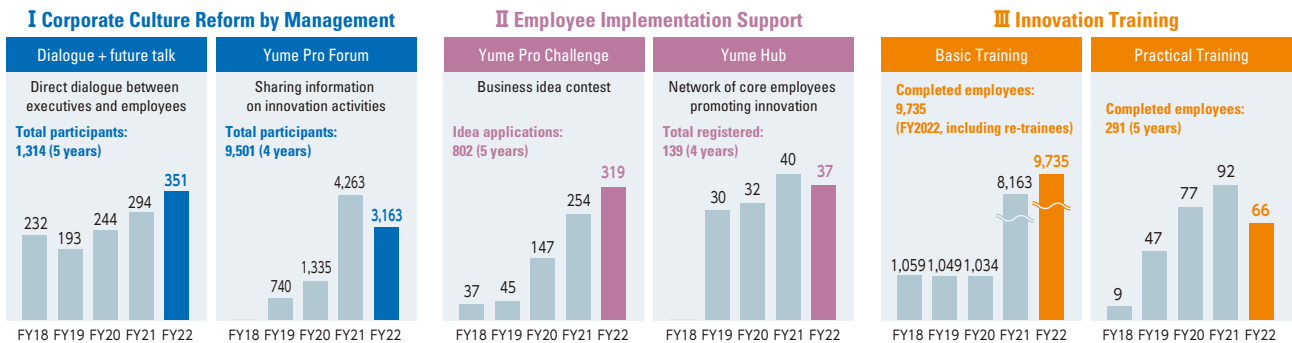 I Corporate Culture Reform by Management
Dialogue + future talk
Direct dialogue between
executives and employees
Total participants:
1,314 (5 years)
232
193
244
294
351
FY18 FY19 FY20 FY21 FY22
Yume Pro Forum
Sharing information
on innovation activities
Total participants:
9,501 (4 years)
740
1,335
4,263
3,163
FY18 FY19 FY20 FY21 FY22
II Employee Implementation Support
Yume Pro Challenge
Business idea contest
Idea applications:
802 (5 years)
37
45
147
254
319
FY18 FY19 FY20 FY21 FY22
Yume Hub
Network of core employees
promoting innovation
Total registered:
139 (4 years)
30
32
40
37
FY18 FY19 FY20 FY21 FY22
III Innovation Training
Basic Training
Completed employees:
9,735
(FY2022, including re-trainees)
1,059
1,049
1,034
8,163
9,735
FY18 FY19 FY20 FY21 FY22
Practical Training
Completed employees:
291 (5 years)
9
47
77
92
66
FY18 FY19 FY20 FY21 FY22